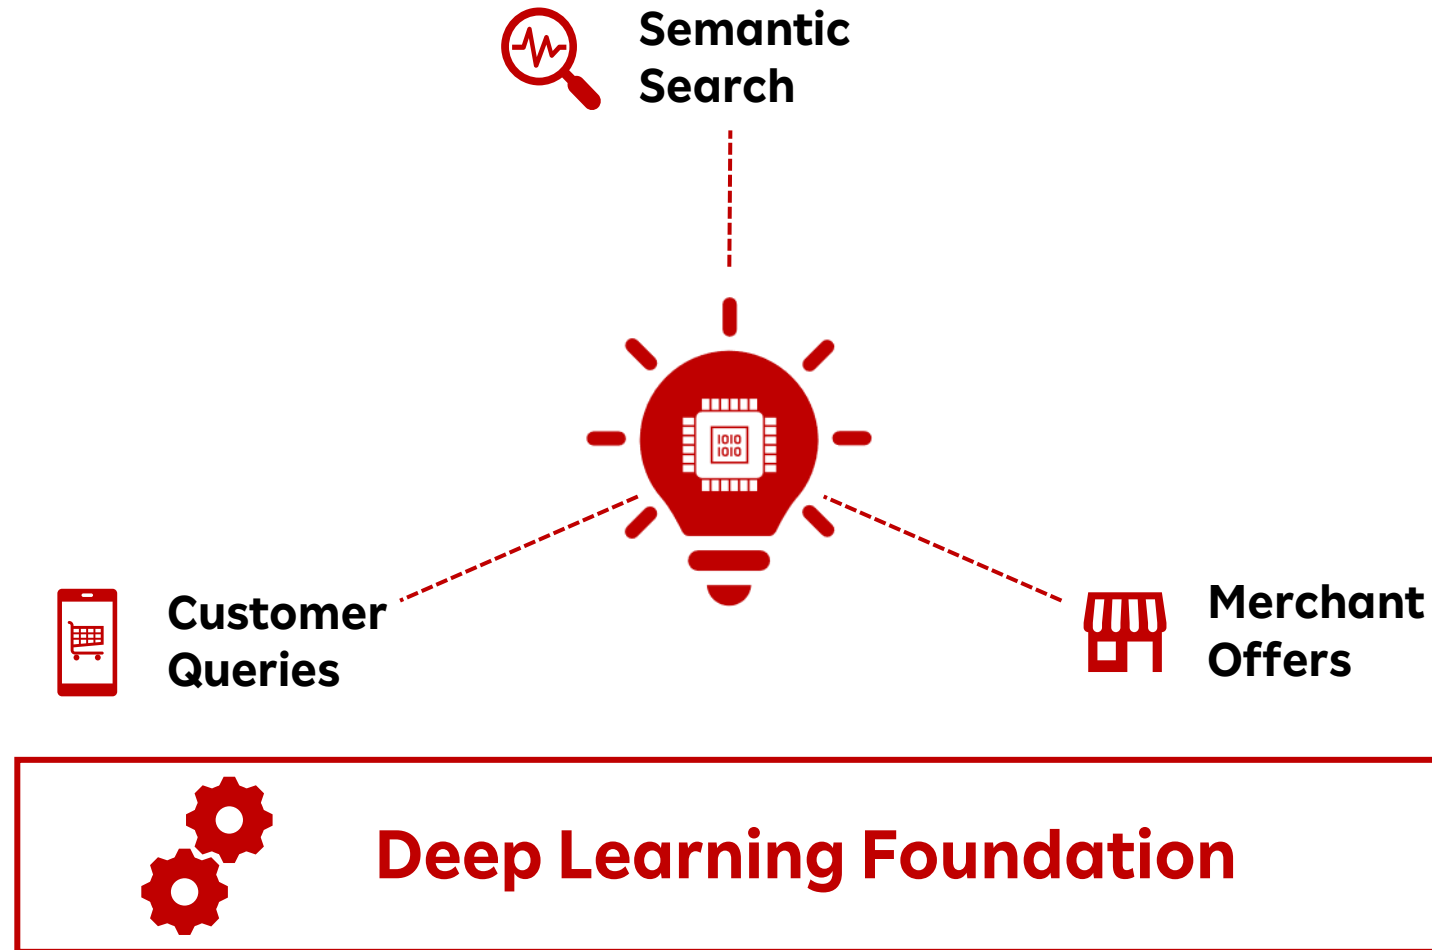 Semantic
Search
1010
1010
Customer
Queries
Merchant
Offers
Deep Learning Foundation